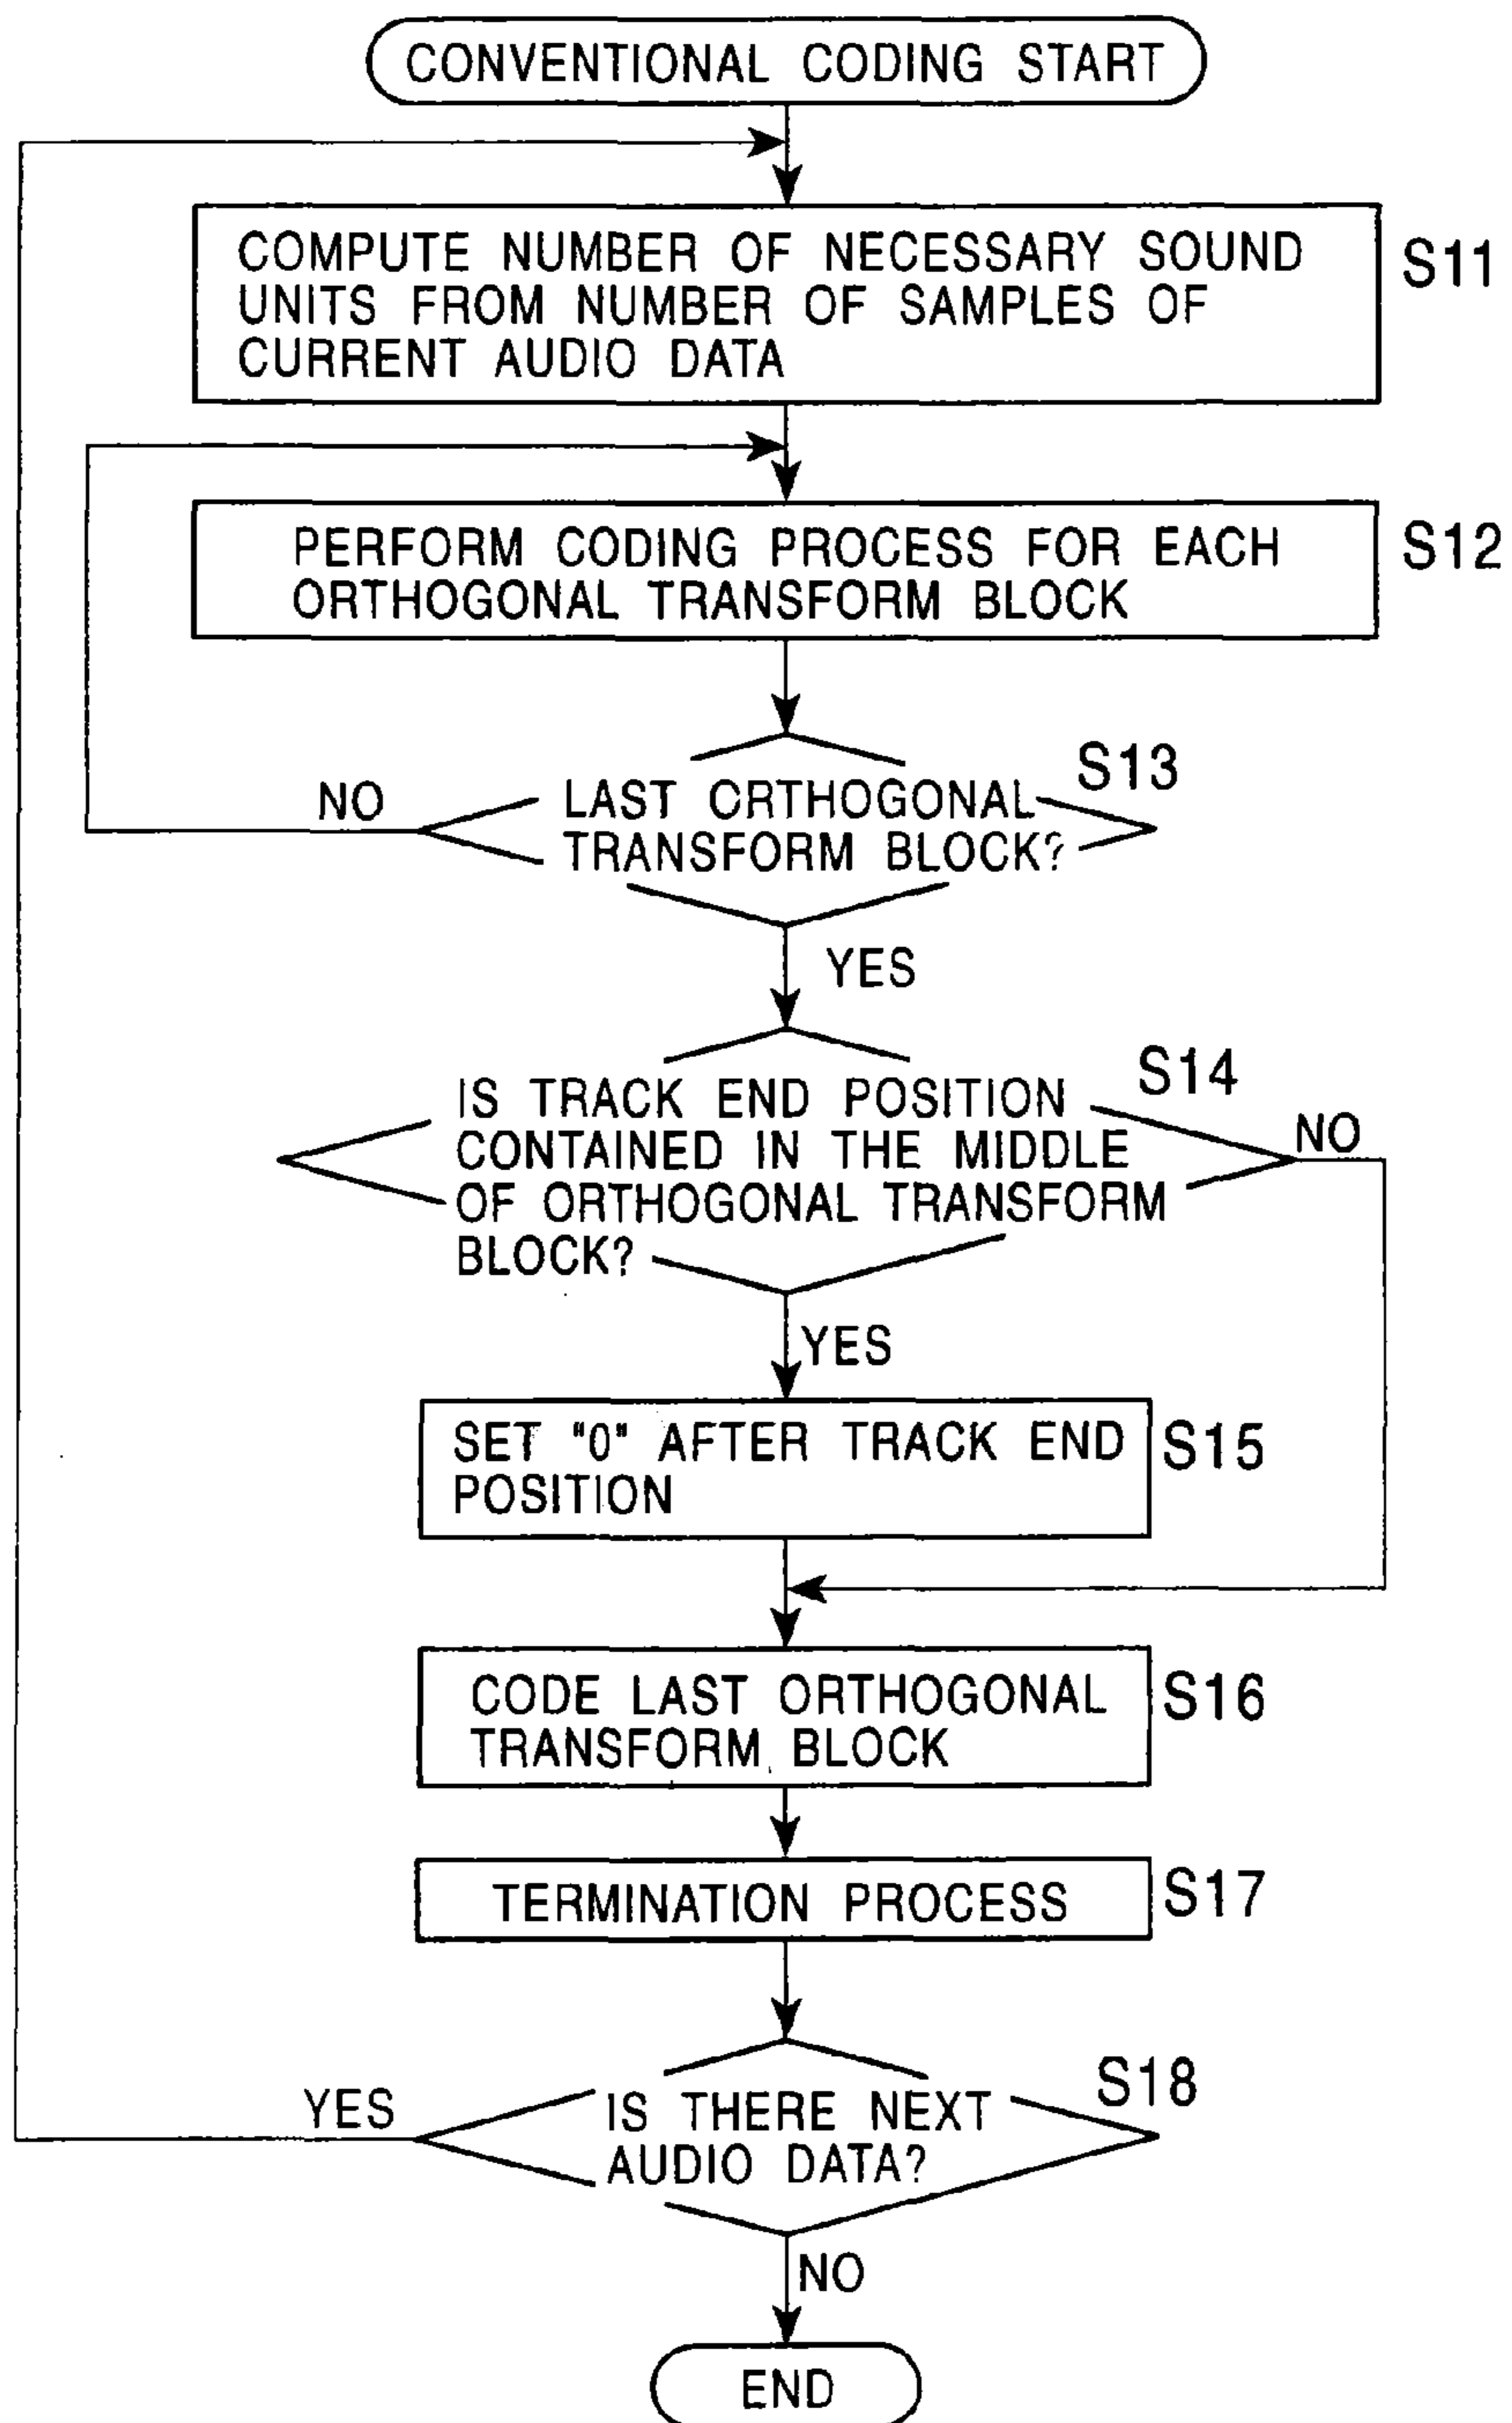 CONVENTIONAL CODING START
COMPUTE NUMBER OF NECESSARY SOUND
UNITS FROM NUMBER OF SAMPLES OF
CURRENT AUDIO DATA
S11
PERFORM CODING PROCESS FOR EACH
ORTHOGONAL TRANSFORM BLOCK
S12
S13
NO
LAST ORTHOGONAL
TRANSFORM BLOCK?
YES
S14
IS TRACK END POSITION
CONTAINED IN THE MIDDLE
OF ORTHOGONAL TRANSFORM
BLOCK?
NO
YES
SET "0" AFTER TRACK END
POSITION
S15
CODE LAST ORTHOGONAL
TRANSFORM BLOCK
S16
TERMINATION PROCESS
S17
S18
YES
IS THERE NEXT
AUDIO DATA?
NO
END